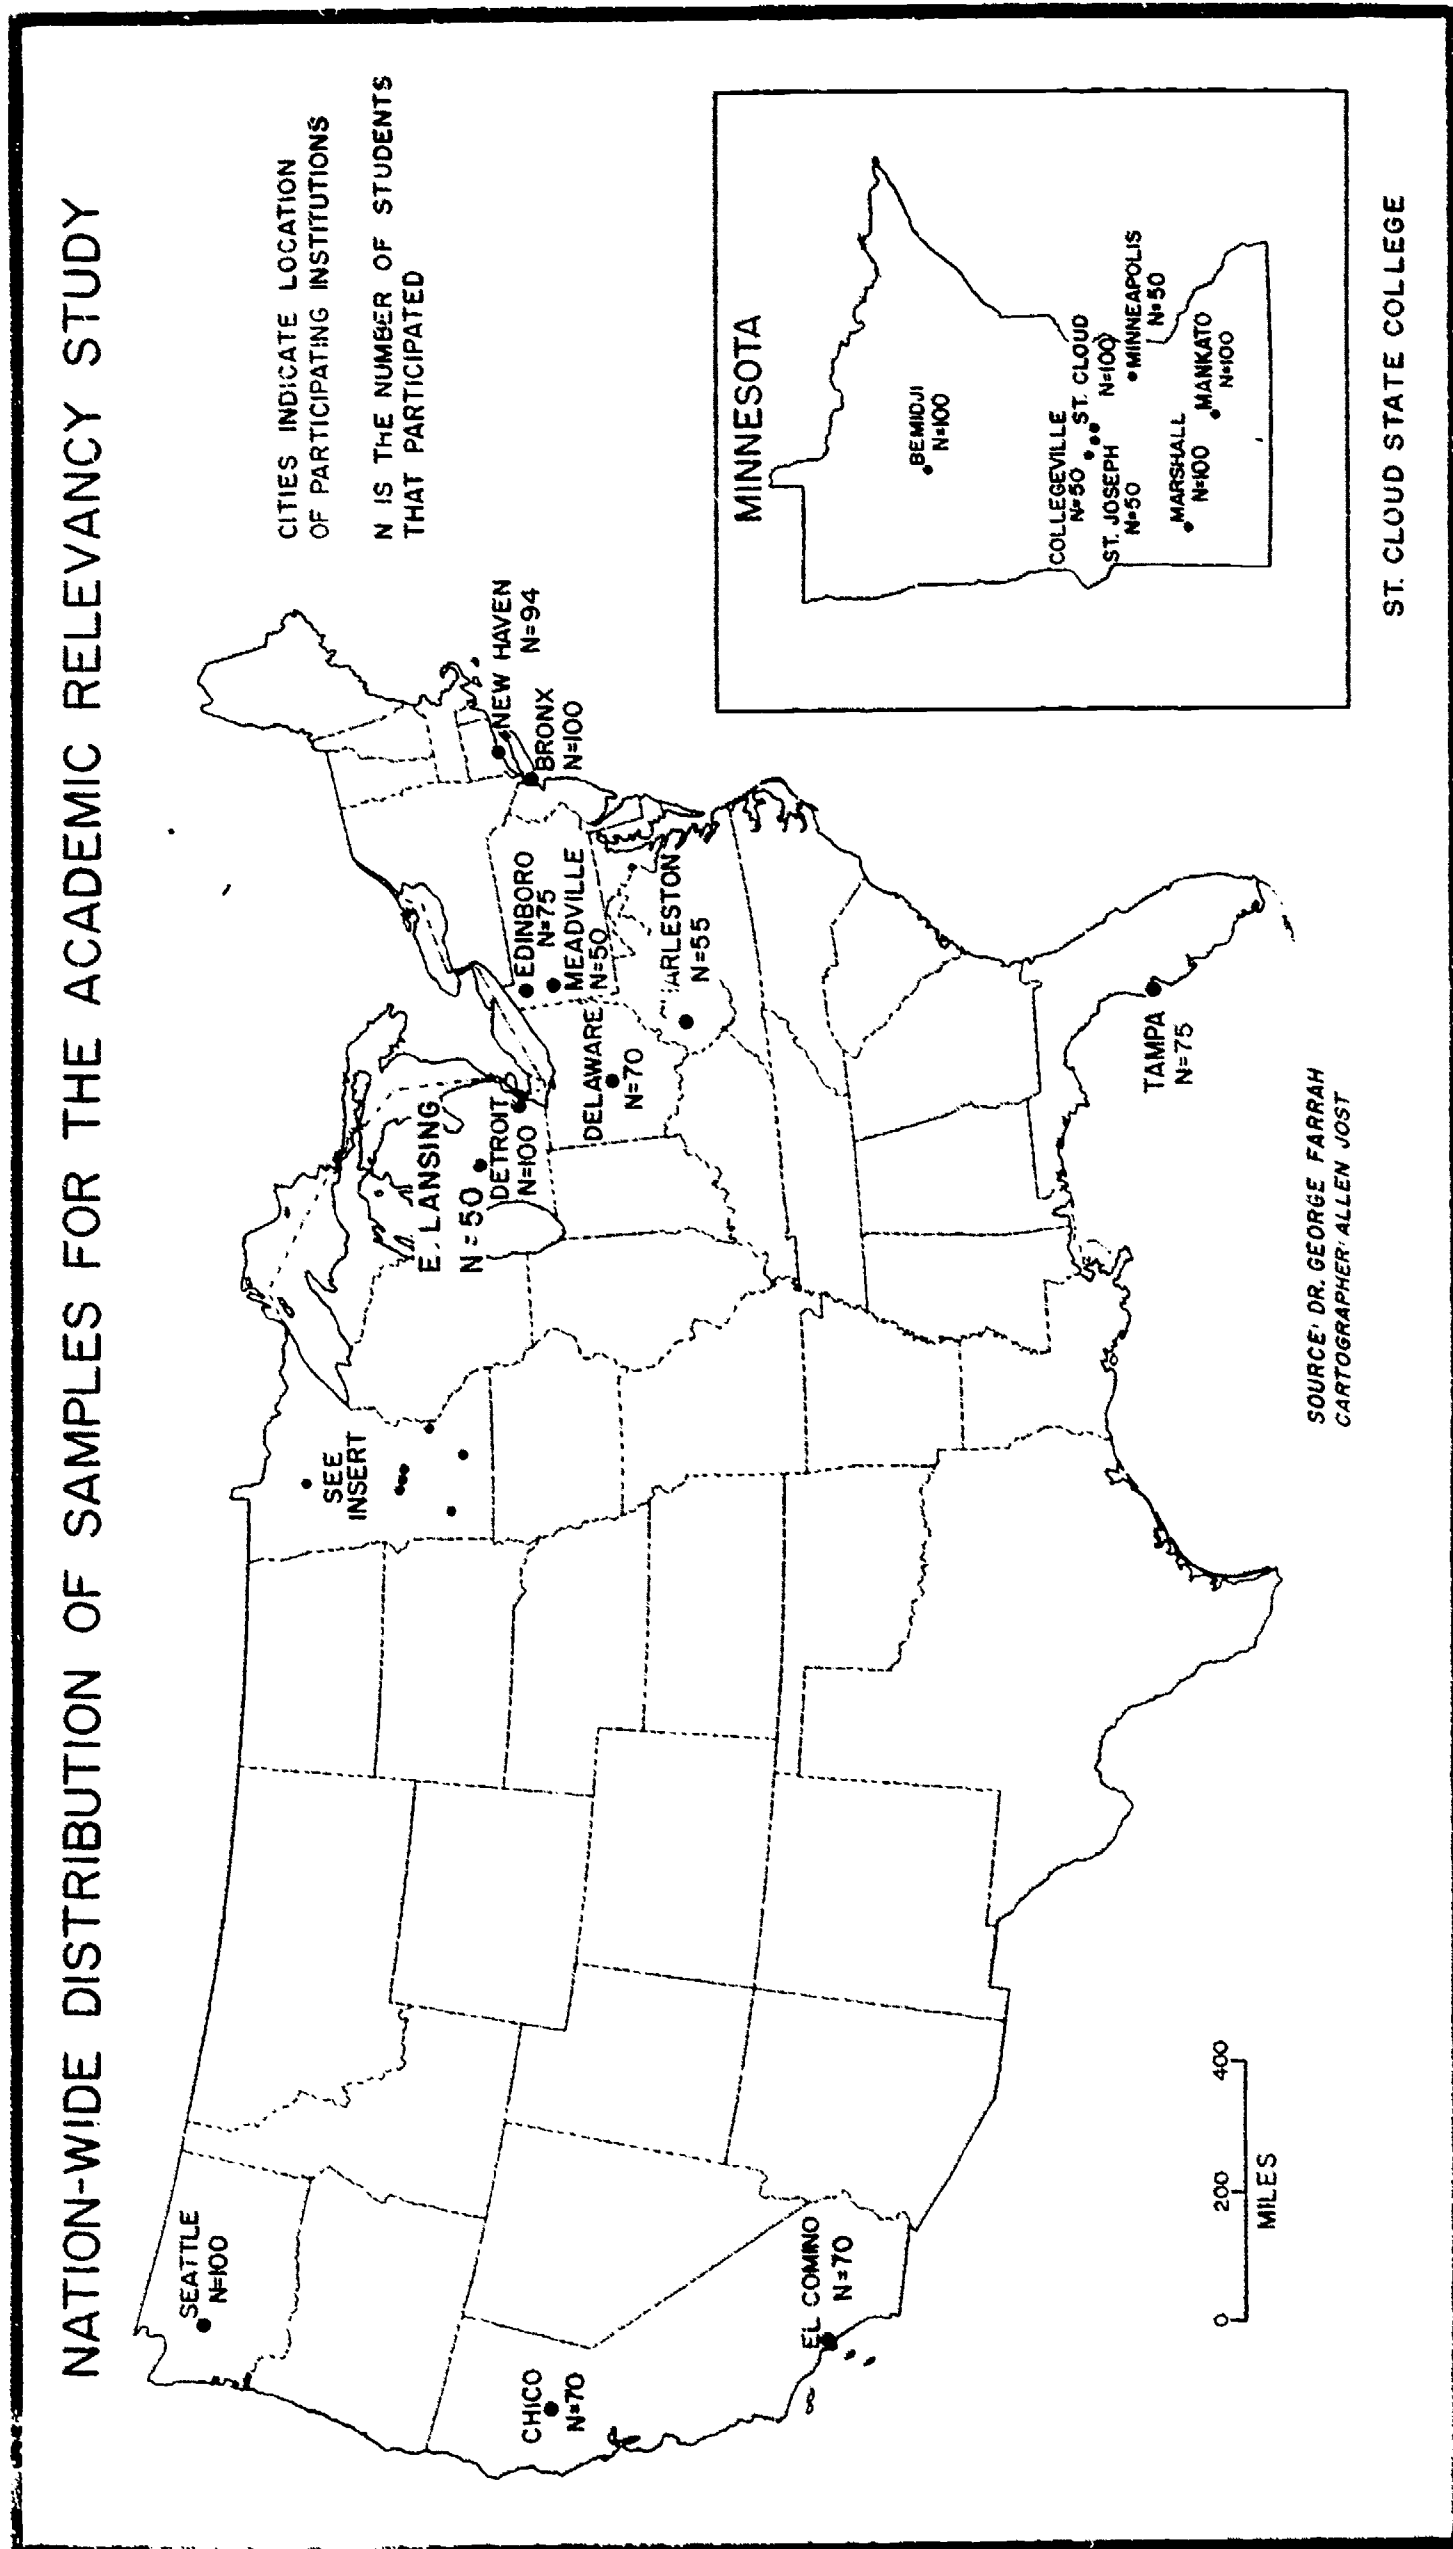 NATION-WIDE DISTRIBUTION OF SAMPLES FOR THE ACADEMIC RELEVANCY STUDY
CITIES INDICATE LOCATION
OF PARTICIPATING INSTITUTIONS
N IS THE NUMBER OF STUDENTS
THAT PARTICIPATED
SEATTLE
N=100
CHICO
N=70
EL COMINO
N=70
SEE
INSERT
E. LANSING
N=50
DETROIT
N=100
DELAWARE
N=70
EDINBORO
N=75
MEADVILLE
N=50
ARLESTON
N=55
NEW HAVEN
N=94
BRONX
N=100
TAMPA
N=75
MINNESOTA
BEMIDJI
N=100
COLLEGEVILLE
N=50
ST. CLOUD
N=100
ST. JOSEPH
N=50
MINNEAPOLIS
N=50
MARSHALL
N=100
MANKATO
N=100
0 200 400
MILES
SOURCE: DR. GEORGE FARRAH
CARTOGRAPHER: ALLEN JOST
ST. CLOUD STATE COLLEGE